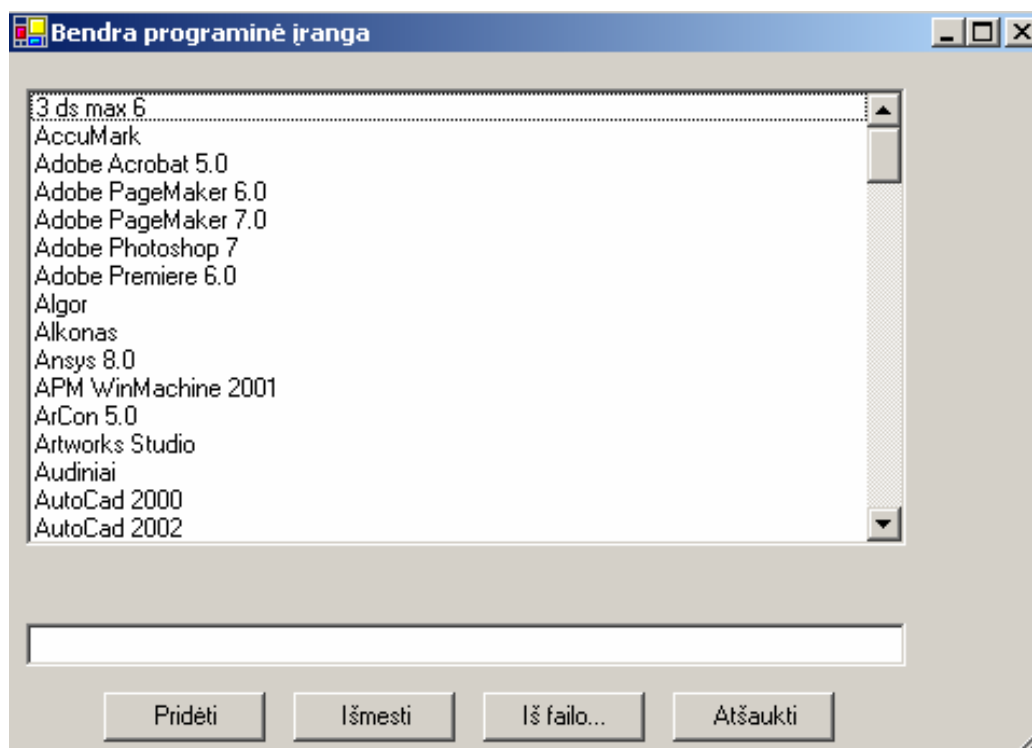 Bendra programinė įranga
3 ds max 6
AccuMark
Adobe Acrobat 5.0
Adobe PageMaker 6.0
Adobe PageMaker 7.0
Adobe Photoshop 7
Adobe Premiere 6.0
Algor
Alkonas
Ansys 8.0
APM WinMachine 2001
ArCon 5.0
Artworks Studio
Audiniai
AutoCad 2000
AutoCad 2002
Pridėti Išmesti Iš failo... Atšaukti